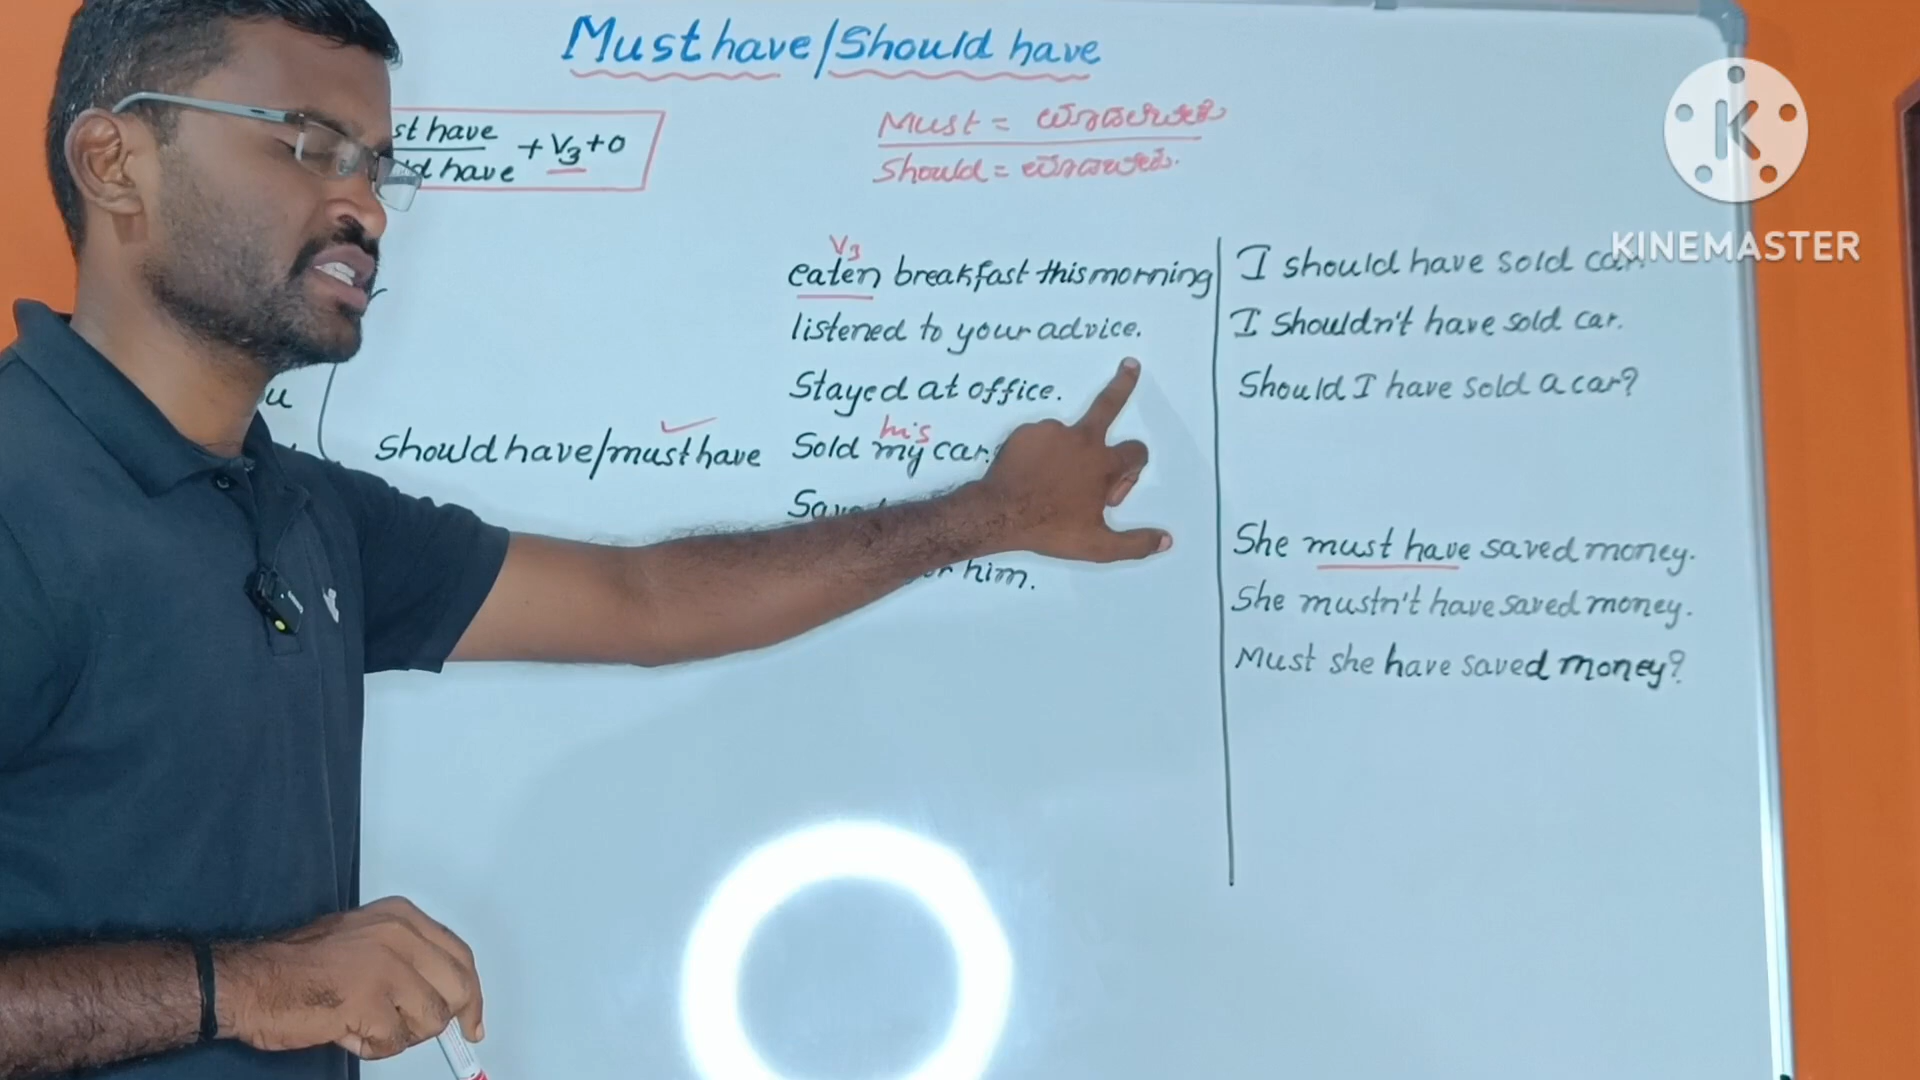 Must have/Should have
st have
d have
+ V3 + O
Must = ಮಾಡಲೇಬೇಕು
Should = ಮಾಡಬೇಕು.
V3
eaten breakfast this morning
listened to your advice.
Stayed at office.
u
Should have/must have
his
Sold my car.
him.
I should have sold car.
I shouldn't have sold car.
Should I have sold a car?
She must have saved money.
She mustn't have saved money.
Must she have saved money?
K
KINEMASTER